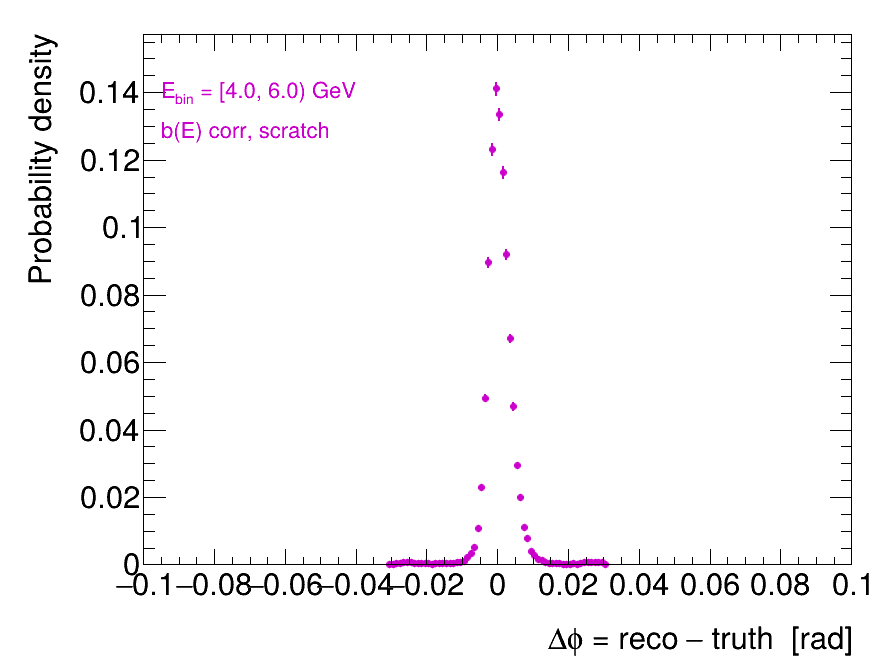 Probability density
0.14
0.12
0.1
0.08
0.06
0.04
0.02
0
E_bin = [4.0, 6.0) GeV
b(E) corr, scratch
−0.1 −0.08 −0.06 −0.04 −0.02 0 0.02 0.04 0.06 0.08 0.1
Δϕ = reco − truth [rad]